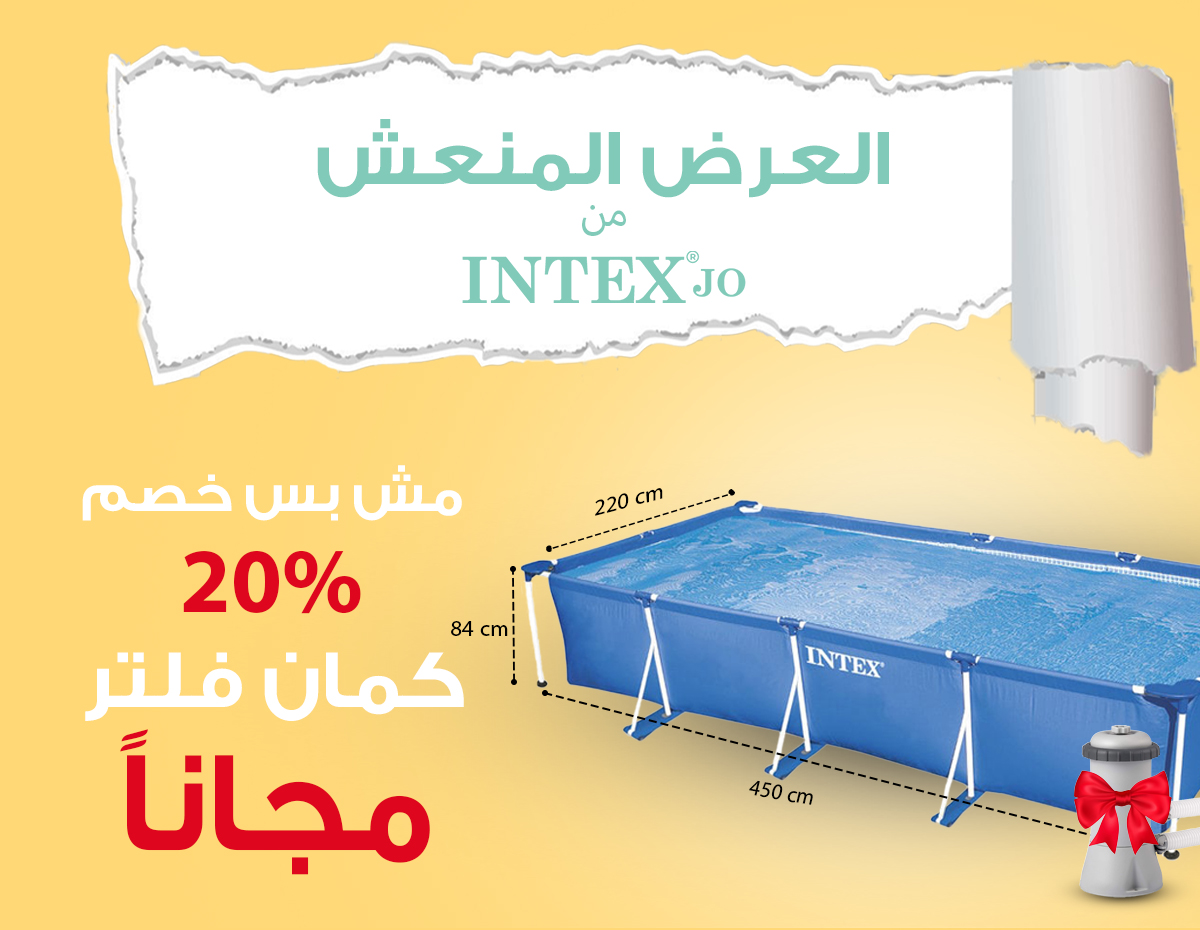 العرض المنعش
من
INTEX® JO
مش بس خصم
20%
كمان فلتر
مجاناً
220 cm
84 cm
INTEX®
450 cm